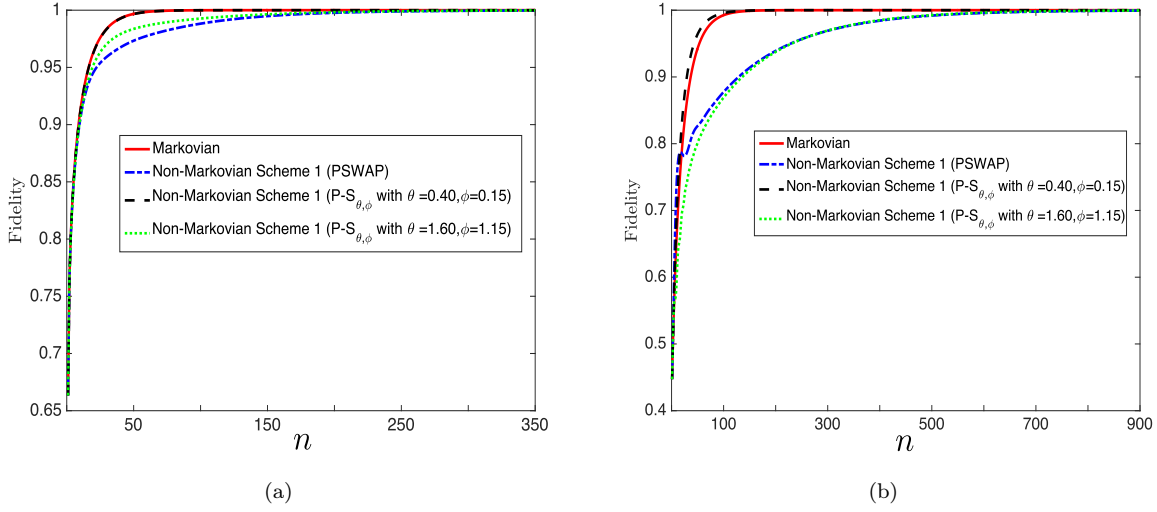 1
0.95
0.9
0.85
0.8
0.75
0.7
0.65
Fidelity
50
150
250
350
n
Markovian
Non-Markovian Scheme 1 (PSWAP)
Non-Markovian Scheme 1 (P-S_{θ,ϕ} with θ =0.40,ϕ=0.15)
Non-Markovian Scheme 1 (P-S_{θ,ϕ} with θ =1.60,ϕ=1.15)
(a)
1
0.9
0.8
0.7
0.6
0.5
0.4
Fidelity
100
300
500
700
900
n
Markovian
Non-Markovian Scheme 1 (PSWAP)
Non-Markovian Scheme 1 (P-S_{θ,ϕ} with θ =0.40,ϕ=0.15)
Non-Markovian Scheme 1 (P-S_{θ,ϕ} with θ =1.60,ϕ=1.15)
(b)